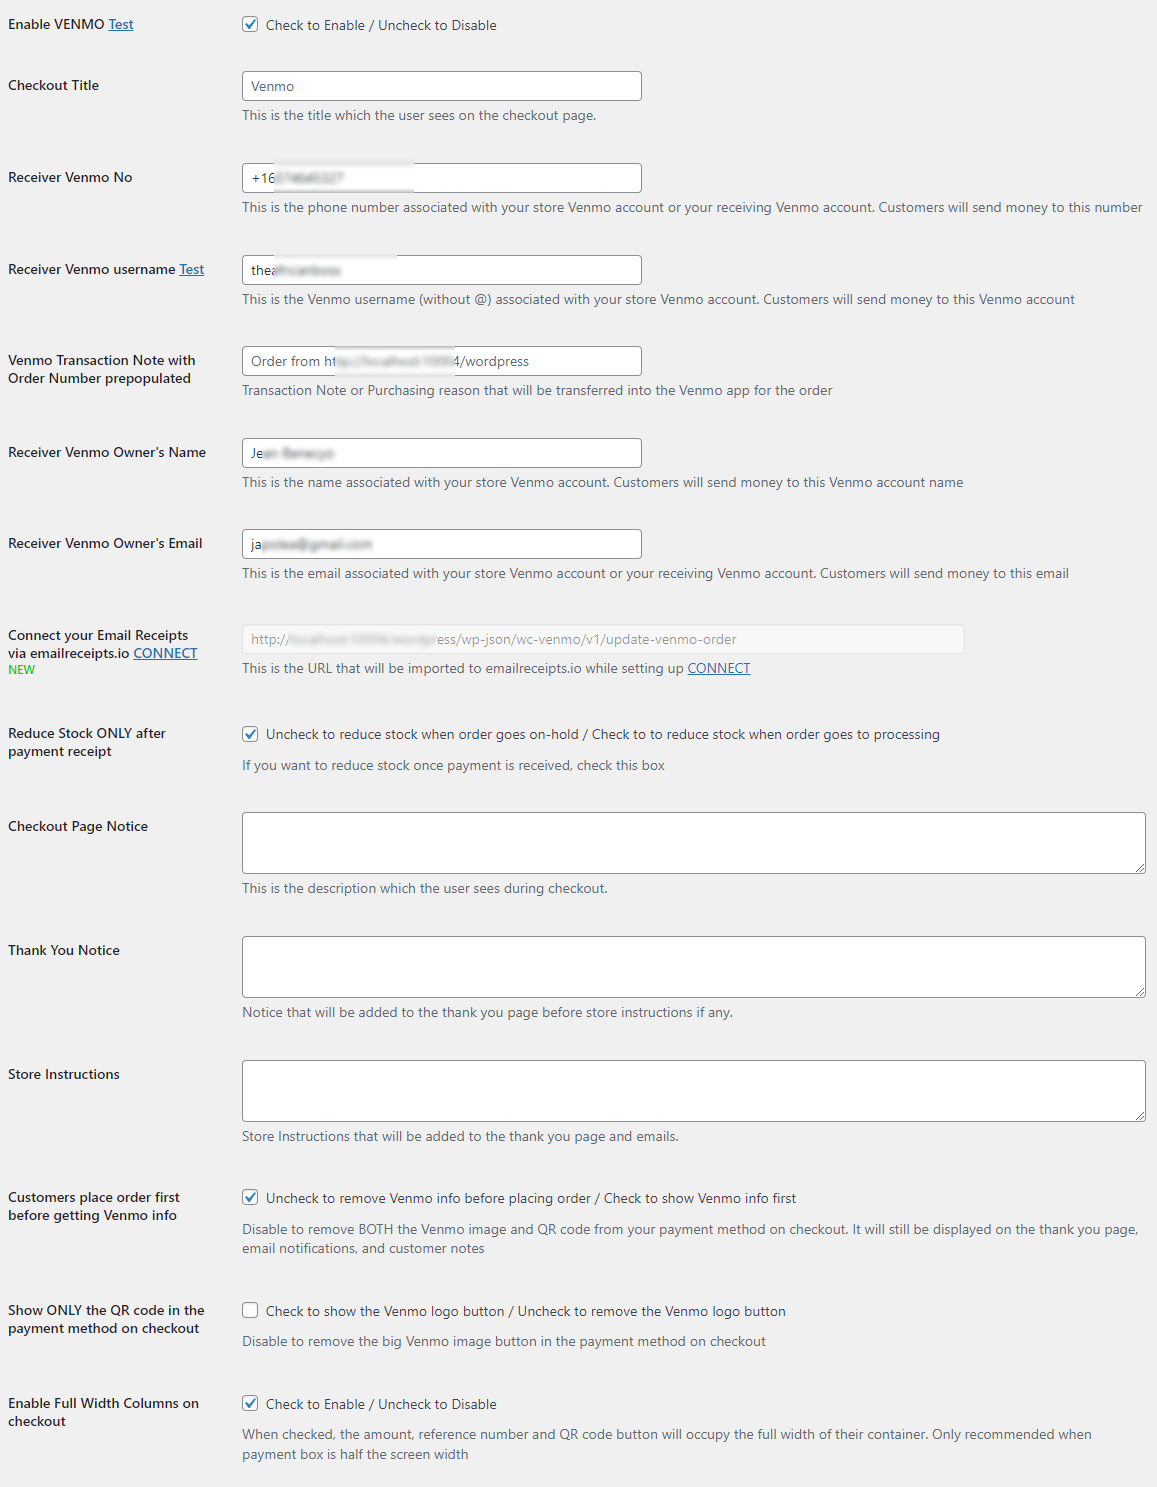 Enable VENMO Test
Check to Enable / Uncheck to Disable
Checkout Title
Venmo
This is the title which the user sees on the checkout page.
Receiver Venmo No
+16
This is the phone number associated with your store Venmo account or your receiving Venmo account. Customers will send money to this number
Receiver Venmo username Test
thea
This is the Venmo username (without @) associated with your store Venmo account. Customers will send money to this Venmo account
Venmo Transaction Note with
Order Number prepopulated
Order from ht 4/wordpress
Transaction Note or Purchasing reason that will be transferred into the Venmo app for the order
Receiver Venmo Owner's Name
Je
This is the name associated with your store Venmo account. Customers will send money to this Venmo account name
Receiver Venmo Owner's Email
ja
This is the email associated with your store Venmo account or your receiving Venmo account. Customers will send money to this email
Connect your Email Receipts
via emailreceipts.io CONNECT
NEW
http:/ ess/wp-json/wc-venmo/v1/update-venmo-order
This is the URL that will be imported to emailreceipts.io while setting up CONNECT
Reduce Stock ONLY after
payment receipt
Uncheck to reduce stock when order goes on-hold / Check to to reduce stock when order goes to processing
If you want to reduce stock once payment is received, check this box
Checkout Page Notice
This is the description which the user sees during checkout.
Thank You Notice
Notice that will be added to the thank you page before store instructions if any.
Store Instructions
Store Instructions that will be added to the thank you page and emails.
Customers place order first
before getting Venmo info
Uncheck to remove Venmo info before placing order / Check to show Venmo info first
Disable to remove BOTH the Venmo image and QR code from your payment method on checkout. It will still be displayed on the thank you page,
email notifications, and customer notes
Show ONLY the QR code in the
payment method on checkout
Check to show the Venmo logo button / Uncheck to remove the Venmo logo button
Disable to remove the big Venmo image button in the payment method on checkout
Enable Full Width Columns on
checkout
Check to Enable / Uncheck to Disable
When checked, the amount, reference number and QR code button will occupy the full width of their container. Only recommended when
payment box is half the screen width